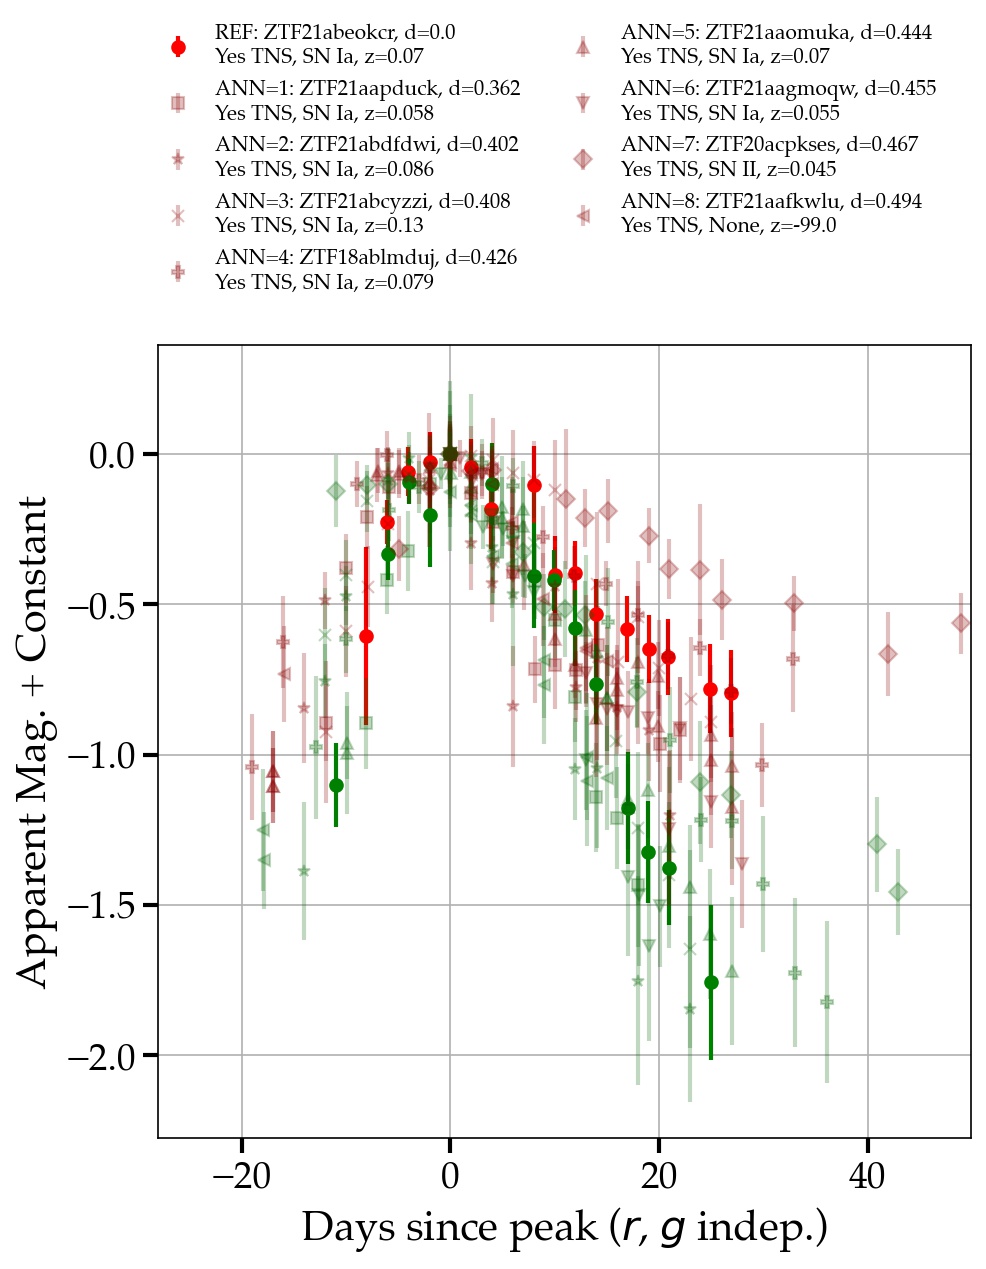 REF: ZTF21abeokcr, d=0.0
Yes TNS, SN Ia, z=0.07
ANN=1: ZTF21aapduck, d=0.362
Yes TNS, SN Ia, z=0.058
ANN=2: ZTF21abdfdwi, d=0.402
Yes TNS, SN Ia, z=0.086
ANN=3: ZTF21abcyzzi, d=0.408
Yes TNS, SN Ia, z=0.13
ANN=4: ZTF18ablmduj, d=0.426
Yes TNS, SN Ia, z=0.079
ANN=5: ZTF21aaomuka, d=0.444
Yes TNS, SN Ia, z=0.07
ANN=6: ZTF21aagmoqw, d=0.455
Yes TNS, SN Ia, z=0.055
ANN=7: ZTF20acpkses, d=0.467
Yes TNS, SN II, z=0.045
ANN=8: ZTF21aafkwlu, d=0.494
Yes TNS, None, z=-99.0
Apparent Mag. + Constant
0.0
−0.5
−1.0
−1.5
−2.0
−20
0
20
40
Days since peak (r, g indep.)